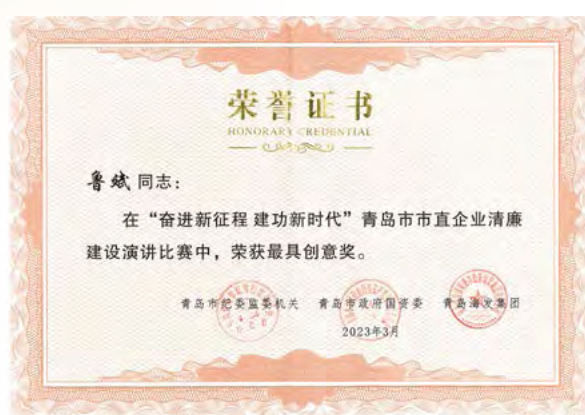 荣誉证书
HONORARY CREDENTIAL
鲁斌 同志：
在“奋进新征程 建功新时代”青岛市市直企业清廉
建设演讲比赛中，荣获最具创意奖。
青岛市纪委监委机关 青岛市政府国资委 青岛海发集团
2023年3月